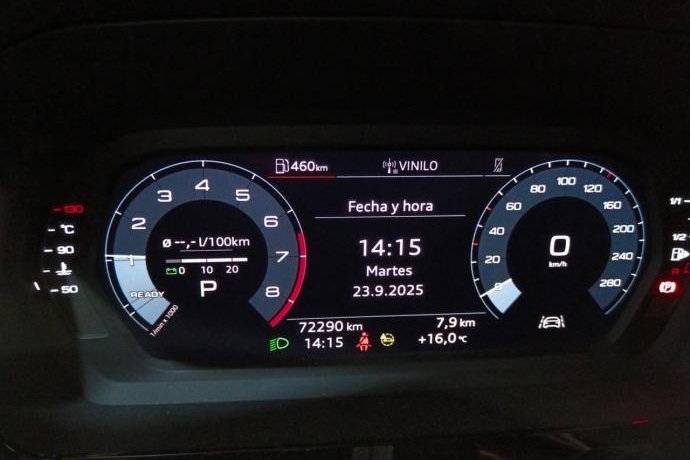 460km
VINILO
Fecha y hora
14:15
Martes
23.9.2025
72290 km
7,9 km
14:15
+16,0 °C
1
2
3
4
5
6
7
8
ø --,- l/100km
0 10 20
P
READY
1/min x 1000
0
20
40
60
80
100
120
160
200
240
280
0
km/h
130
°C
90
50
1/1
1/2
R
(P)